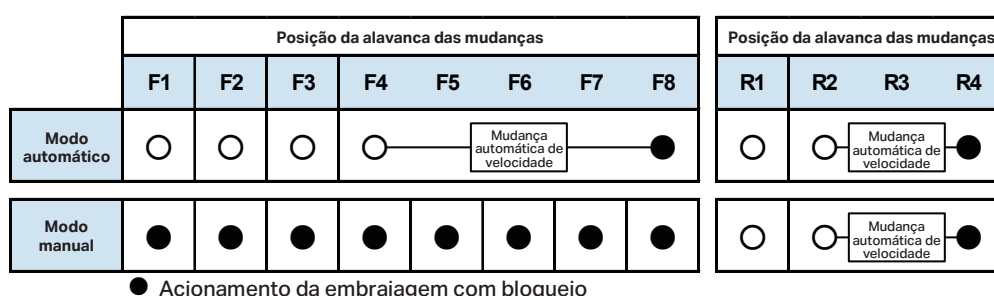 Posição da alavanca das mudanças
Posição da alavanca das mudanças
F1 F2 F3 F4 F5 F6 F7 F8 R1 R2 R3 R4
Modo
automático
Mudança
automática de
velocidade
Mudança
automática de
velocidade
Modo
manual
Mudança
automática de
velocidade
Acionamento da embraiagem com bloqueio